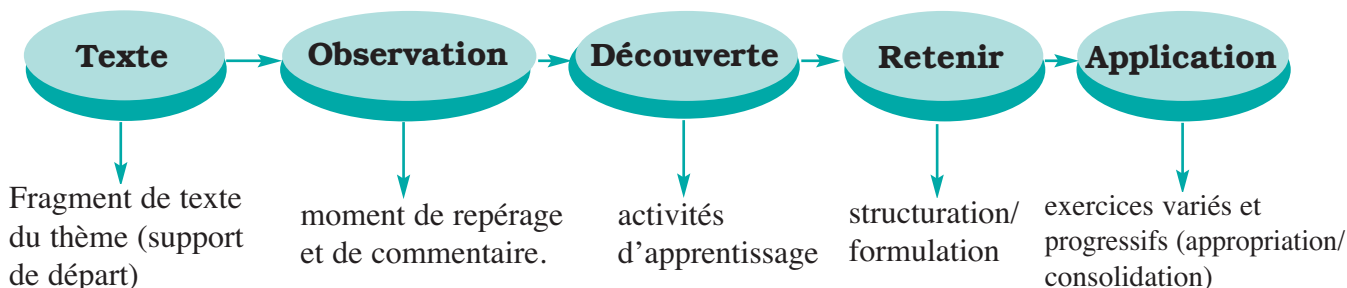 Texte
Observation
Découverte
Retenir
Application
Fragment de texte
du thème (support
de départ)
moment de repérage
et de commentaire.
activités
d'apprentissage
structuration/
formulation
exercices variés et
progressifs (appropriation/
consolidation)